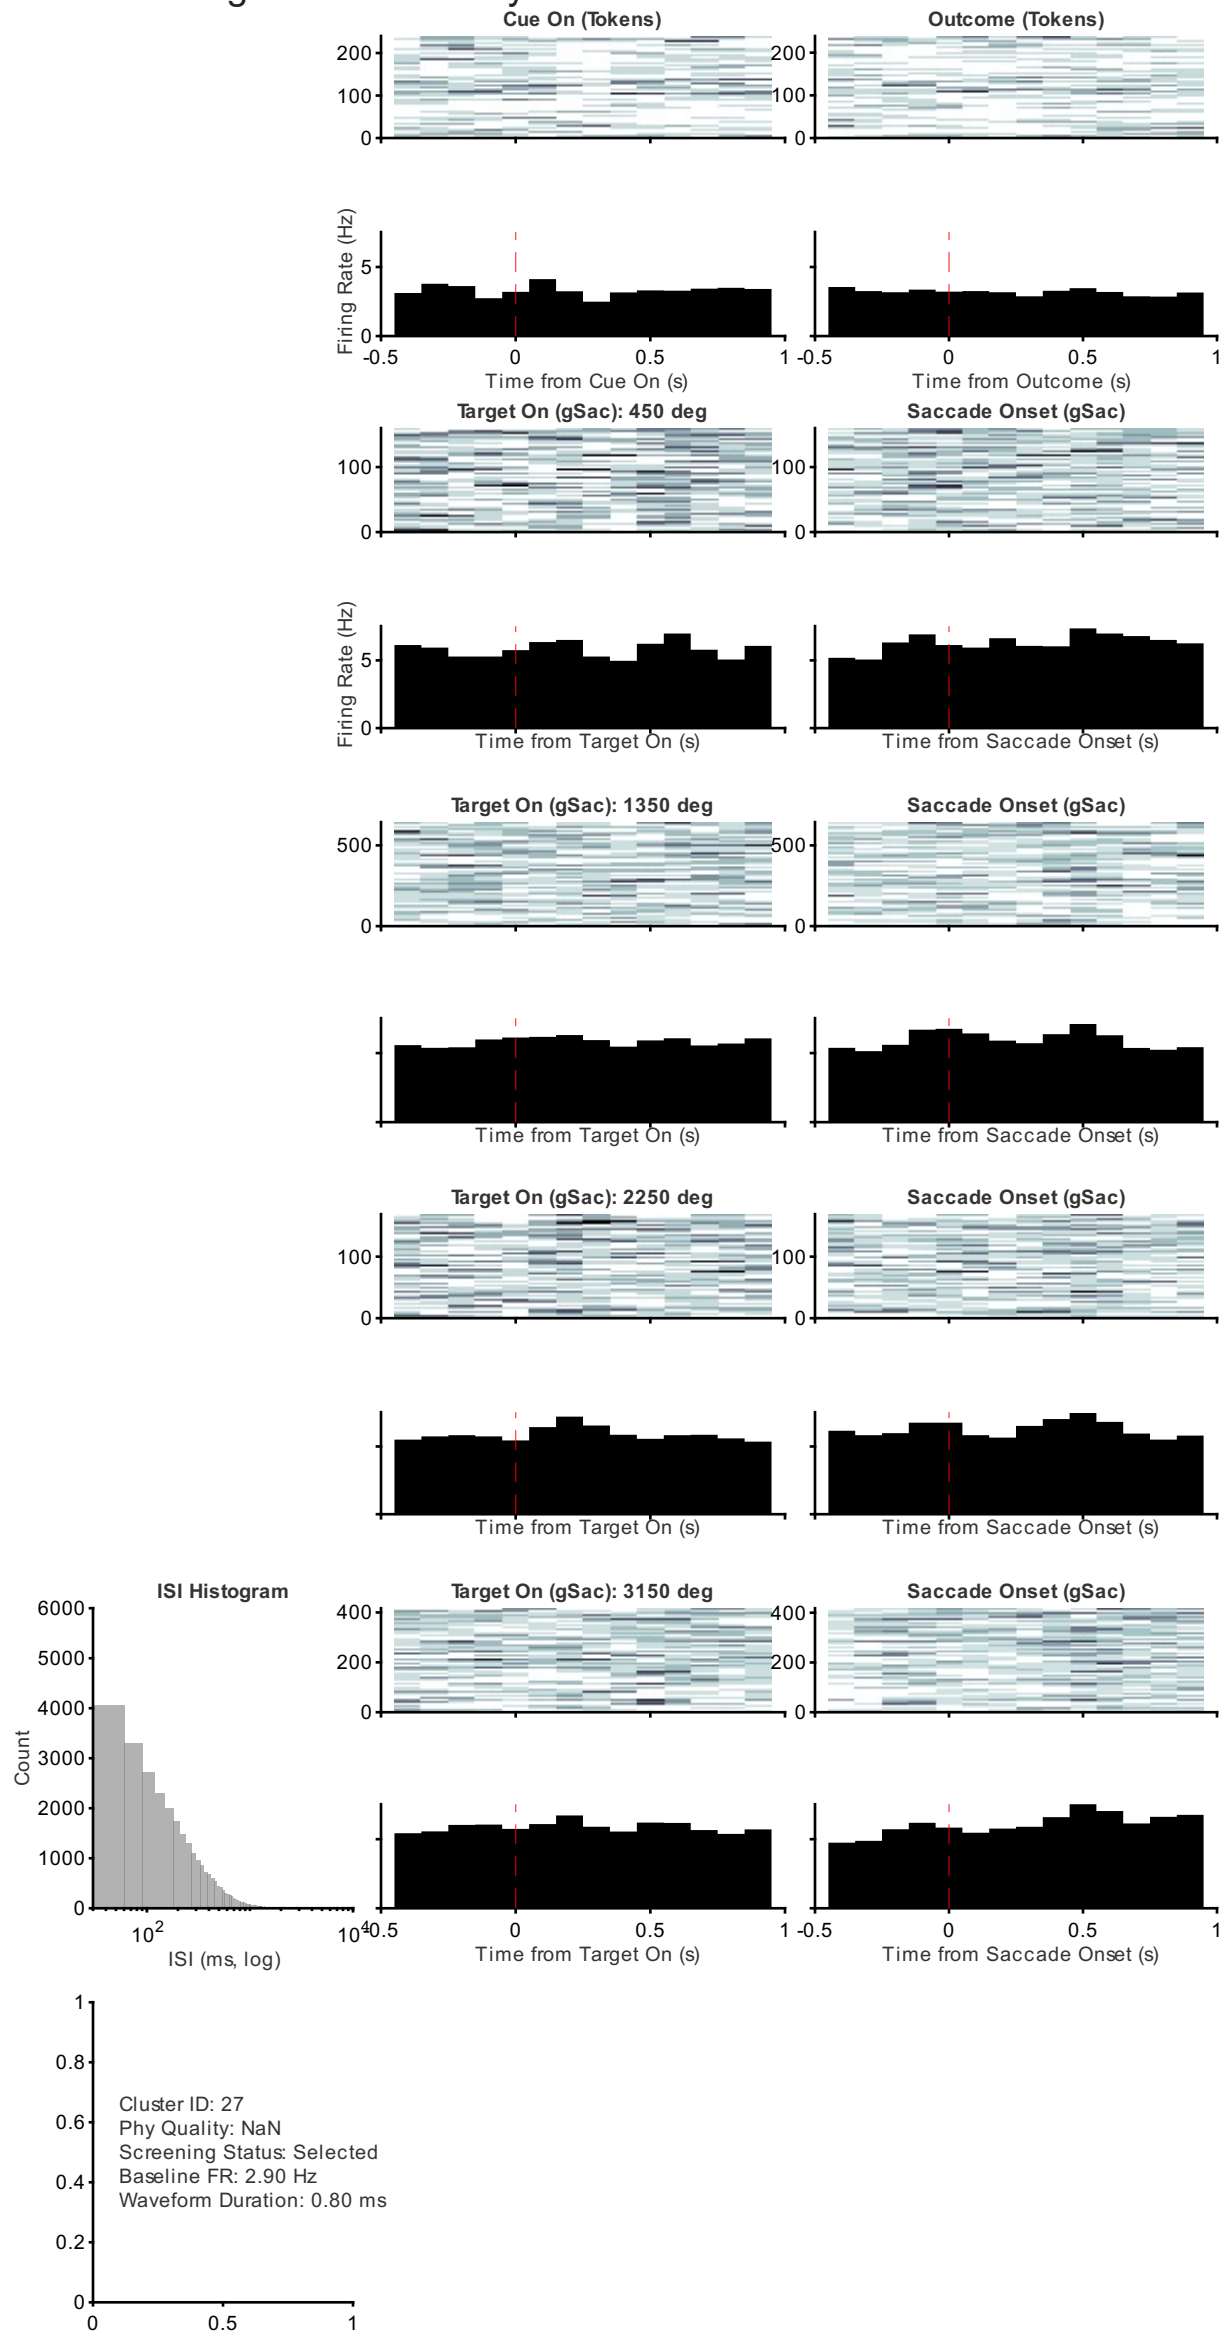 Cue On (Tokens)
Outcome (Tokens)
200
100
0
200
100
0
Firing Rate (Hz)
5
0
-0.5
0
0.5
1
-0.5
0
0.5
1
Time from Cue On (s)
Time from Outcome (s)
Target On (gSac): 450 deg
Saccade Onset (gSac)
100
0
100
0
Firing Rate (Hz)
5
0
Time from Target On (s)
Time from Saccade Onset (s)
Target On (gSac): 1350 deg
Saccade Onset (gSac)
500
0
500
0
Time from Target On (s)
Time from Saccade Onset (s)
Target On (gSac): 2250 deg
Saccade Onset (gSac)
100
0
100
0
Time from Target On (s)
Time from Saccade Onset (s)
ISI Histogram
Target On (gSac): 3150 deg
Saccade Onset (gSac)
6000
5000
4000
3000
2000
1000
0
Count
10²
10⁴
ISI (ms, log)
400
200
0
400
200
0
-0.5
0
0.5
1
-0.5
0
0.5
1
Time from Target On (s)
Time from Saccade Onset (s)
1
0.8
0.6
0.4
0.2
0
Cluster ID: 27
Phy Quality: NaN
Screening Status: Selected
Baseline FR: 2.90 Hz
Waveform Duration: 0.80 ms
0
0.5
1